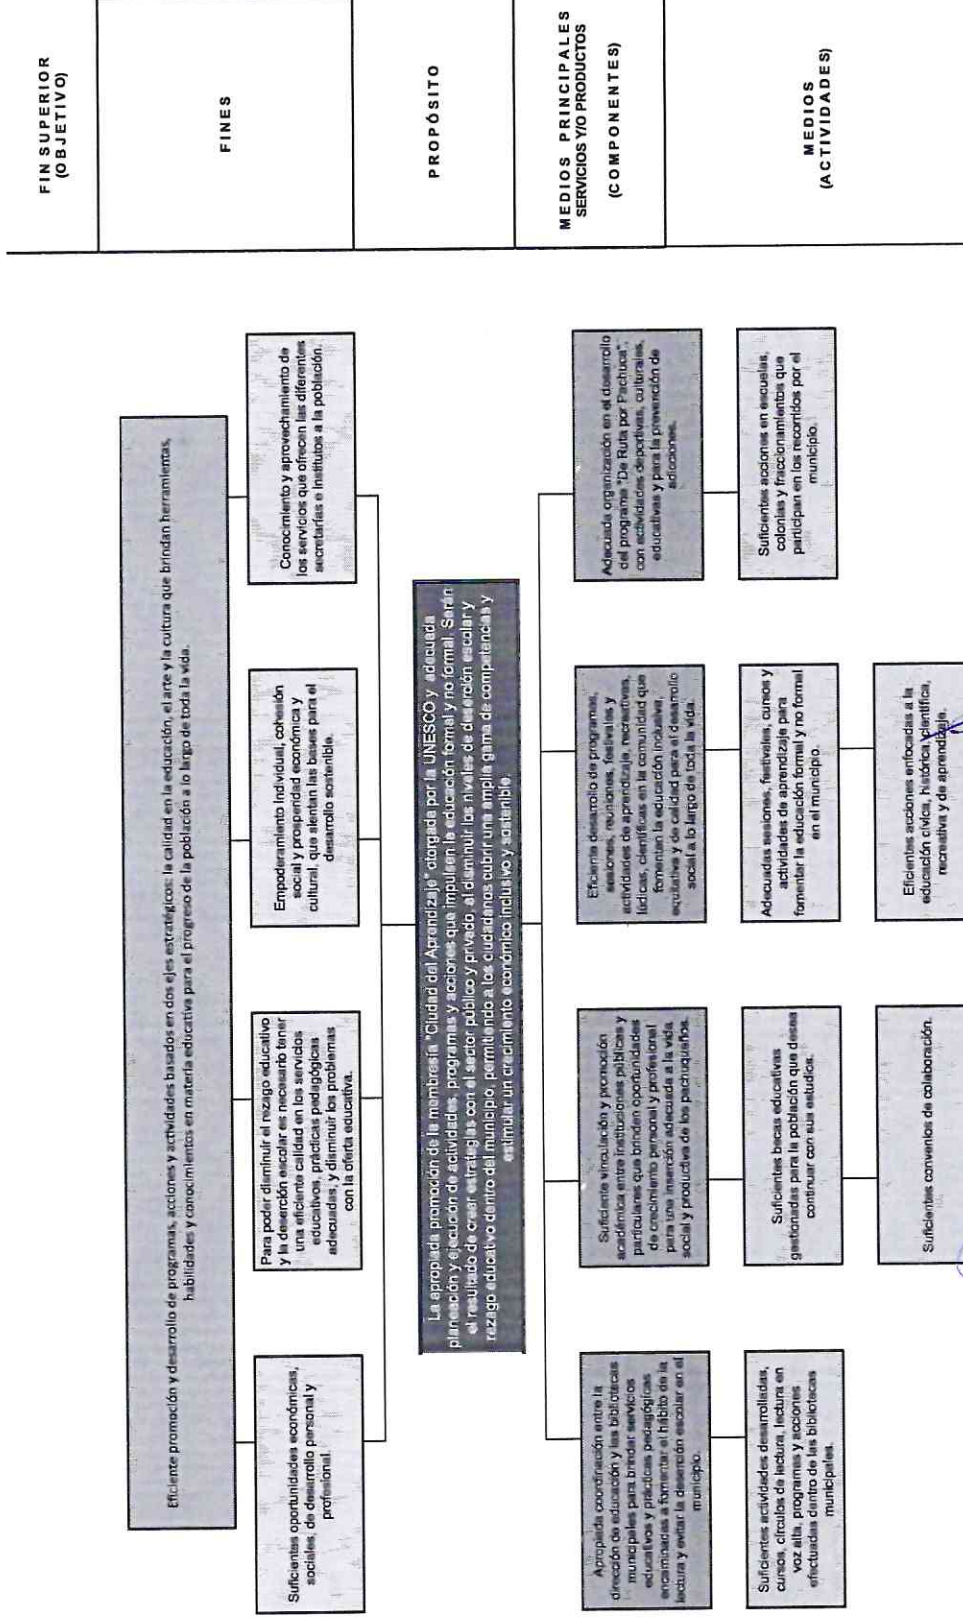 FIN SUPERIOR
(OBJETIVO)
Eficiente promoción y desarrollo de programas, acciones y actividades basados en dos ejes estratégicos: la calidad en la educación, el arte y la cultura que brindan herramientas,
habilidades y conocimientos en materia educativa para el progreso de la población a lo largo de toda la vida.
FINES
Suficientes oportunidades económicas,
sociales, de desarrollo personal y
profesional.
Para poder disminuir el rezago educativo
y la deserción escolar es necesario tener
una eficiente calidad en los servicios
educativos, prácticas pedagógicas
adecuadas, y disminuir los problemas
con la oferta educativa.
Empoderamiento Individual, cohesión
social y prosperidad económica y
cultural, que sientan las bases para el
desarrollo sostenible.
Conocimiento y aprovechamiento de
los servicios que ofrecen las diferentes
secretarías e Institutos a la población.
PROPÓSITO
La apropiada promoción de la membresía "Ciudad del Aprendizaje" otorgada por la UNESCO y adecuada
planeación y ejecución de actividades, programas y acciones que impulsen la educación formal y no formal. Serán
el resultado de crear estrategias con el sector público y privado, al disminuir los niveles de deserción escolar y
rezago educativo dentro del municipio, permitiendo a los ciudadanos cubrir una amplia gama de competencias y
estimular un crecimiento económico inclusivo y sostenible.
MEDIOS PRINCIPALES
SERVICIOS Y/O PRODUCTOS
(COMPONENTES)
Apropiada coordinación entre la
dirección de educación y las bibliotecas
municipales para brindar servicios
educativos y prácticas pedagógicas
encaminadas a fomentar el hábito de la
lectura y evitar la deserción escolar en el
municipio.
Suficiente vinculación y promoción
académica entre instituciones públicas y
particulares que brinden oportunidades
de crecimiento personal y profesional
para una inserción adecuada a la vida
social y productiva de los pachuqueños.
Eficiente desarrollo de programas,
sesiones, reuniones, festivales y
actividades de aprendizaje, recreativas,
lúdicas, científicas en la comunidad que
fomentan la educación inclusiva,
equitativa y de calidad para el desarrollo
social a lo largo de toda la vida.
Adecuada organización en el desarrollo
del programa "De Ruta por Pachuca",
con actividades deportivas, culturales,
educativas y para la prevención de
adicciones.
MEDIOS
(ACTIVIDADES)
Suficientes actividades desarrolladas,
cursos, círculos de lectura, lectura en
voz alta, programas y acciones
efectuadas dentro de las bibliotecas
municipales.
Suficientes becas educativas
gestionadas para la población que desea
continuar con sus estudios.
Adecuadas sesiones, festivales, cursos y
actividades de aprendizaje para
fomentar la educación formal y no formal
en el municipio.
Suficientes acciones en escuelas,
colonias y fraccionamientos que
participan en los recorridos por el
municipio.
Suficientes convenios de colaboración.
Eficientes acciones enfocadas a la
educación cívica, histórica, científica,
recreativa y de aprendizaje.